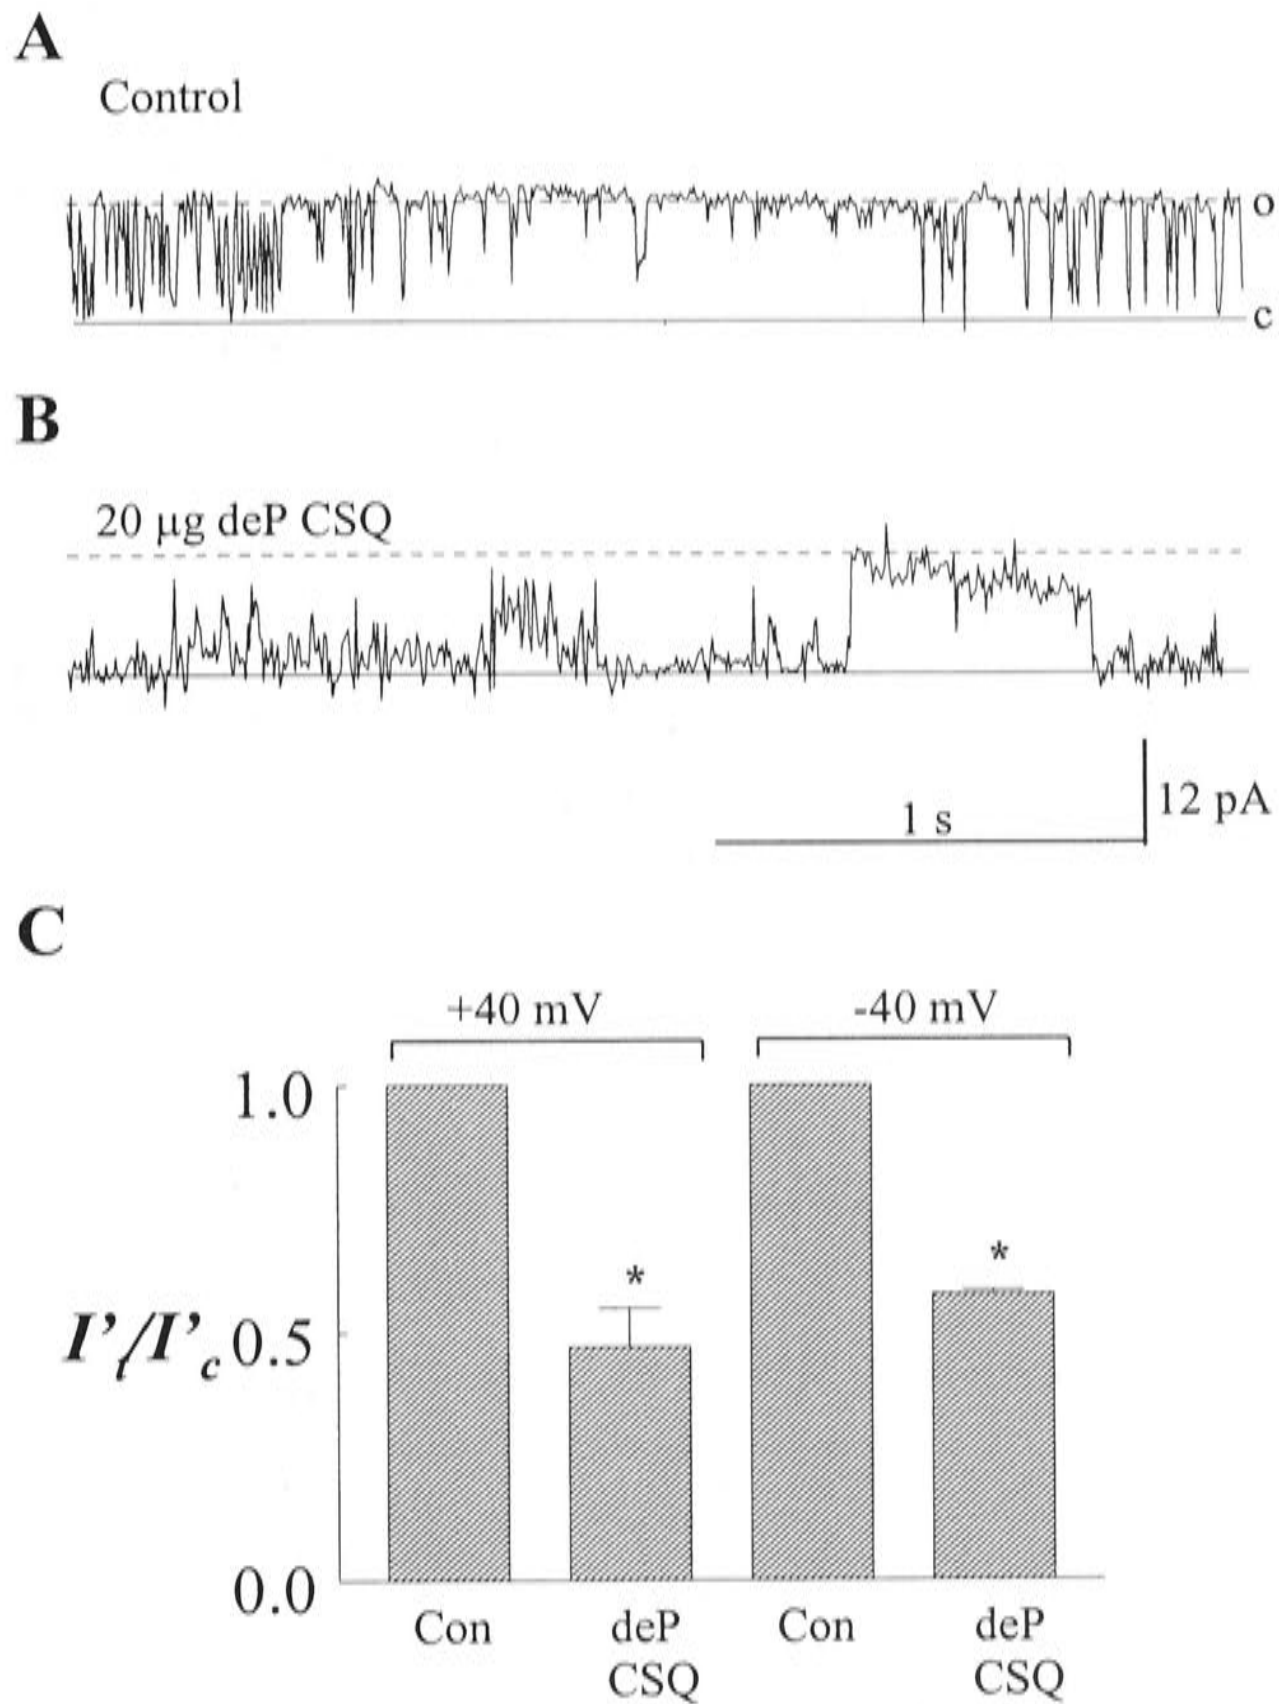 A
Control
o
c
B
20 μg deP CSQ
12 pA
1 s
C
+40 mV
-40 mV
1.0
*
*
I’t/I’c 0.5
0.0
Con
deP
CSQ
Con
deP
CSQ